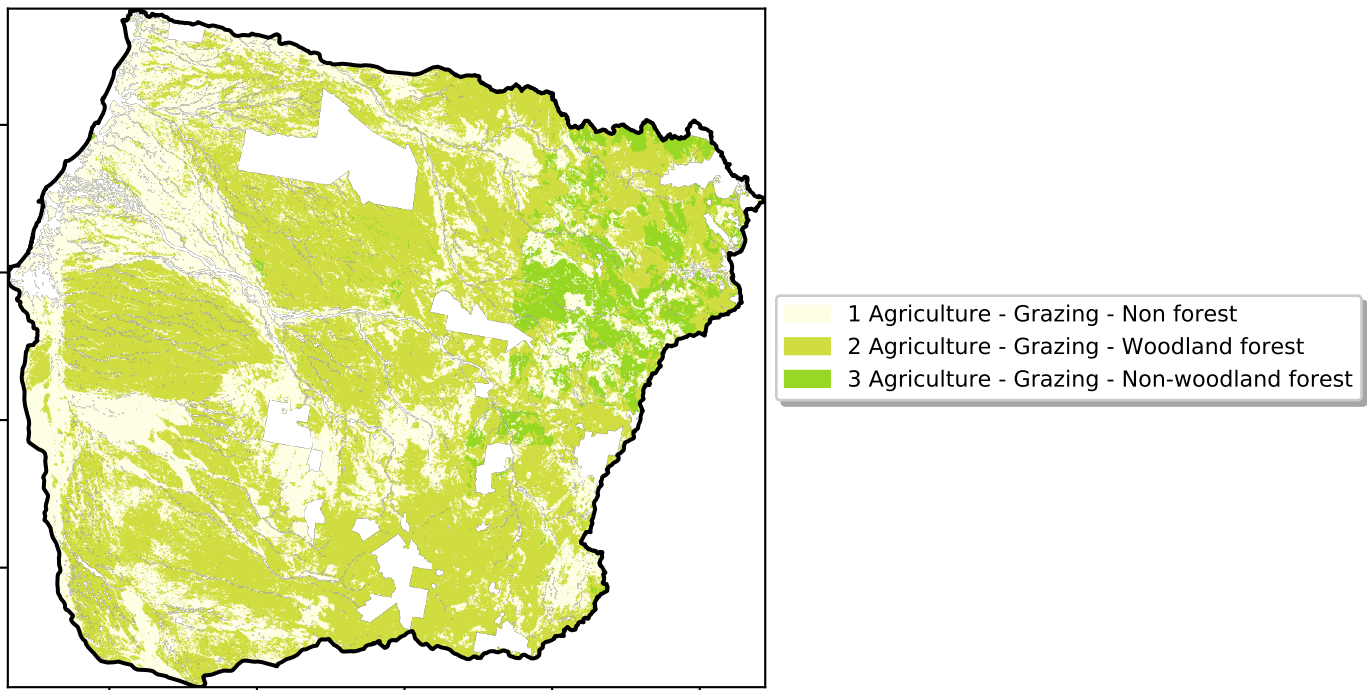 1 Agriculture - Grazing - Non forest
2 Agriculture - Grazing - Woodland forest
3 Agriculture - Grazing - Non-woodland forest